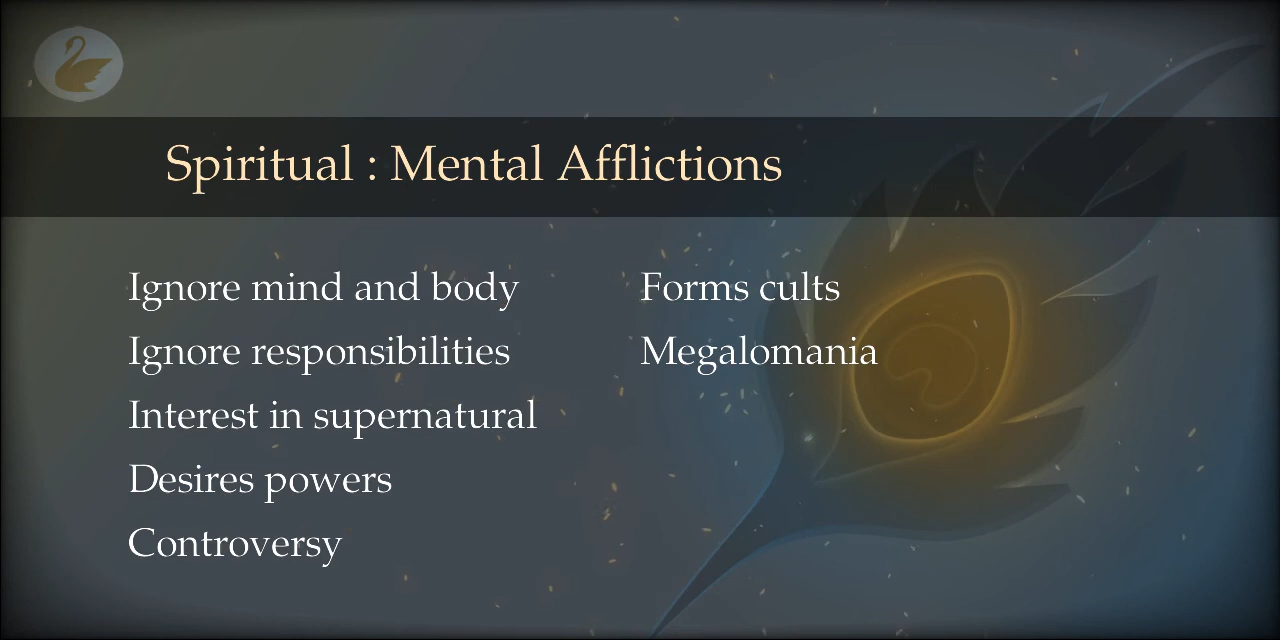 Spiritual : Mental Afflictions
Ignore mind and body
Ignore responsibilities
Interest in supernatural
Desires powers
Controversy
Forms cults
Megalomania